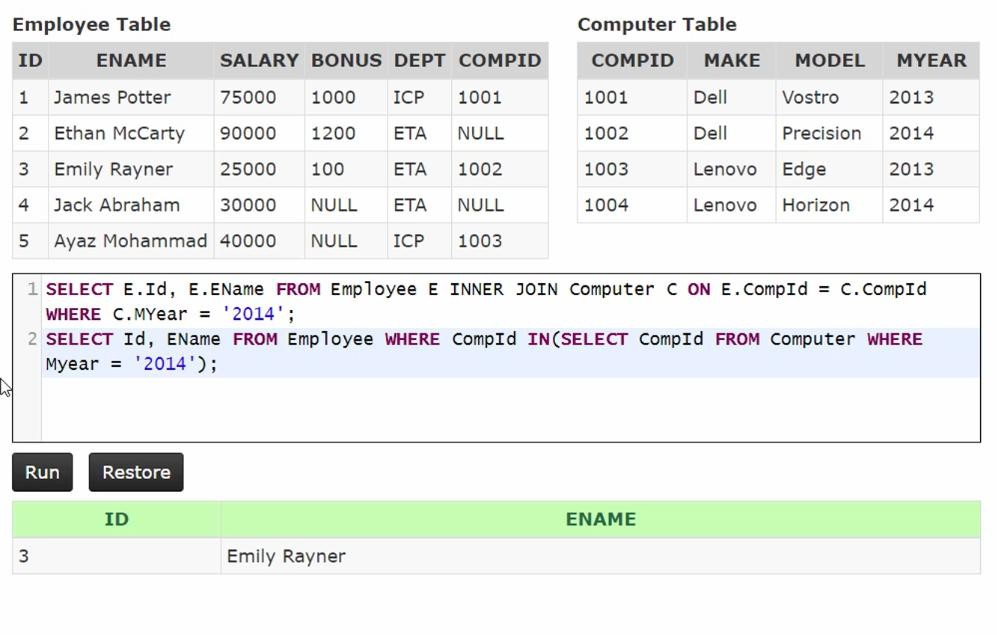 Employee Table
ID ENAME SALARY BONUS DEPT COMPID
1 James Potter 75000 1000 ICP 1001
2 Ethan McCarty 90000 1200 ETA NULL
3 Emily Rayner 25000 100 ETA 1002
4 Jack Abraham 30000 NULL ETA NULL
5 Ayaz Mohammad 40000 NULL ICP 1003
Computer Table
COMPID MAKE MODEL MYEAR
1001 Dell Vostro 2013
1002 Dell Precision 2014
1003 Lenovo Edge 2013
1004 Lenovo Horizon 2014
1 SELECT E.Id, E.EName FROM Employee E INNER JOIN Computer C ON E.CompId = C.CompId
WHERE C.MYear = '2014';
2 SELECT Id, EName FROM Employee WHERE CompId IN(SELECT CompId FROM Computer WHERE
Myear = '2014');
Run Restore
ID ENAME
3 Emily Rayner